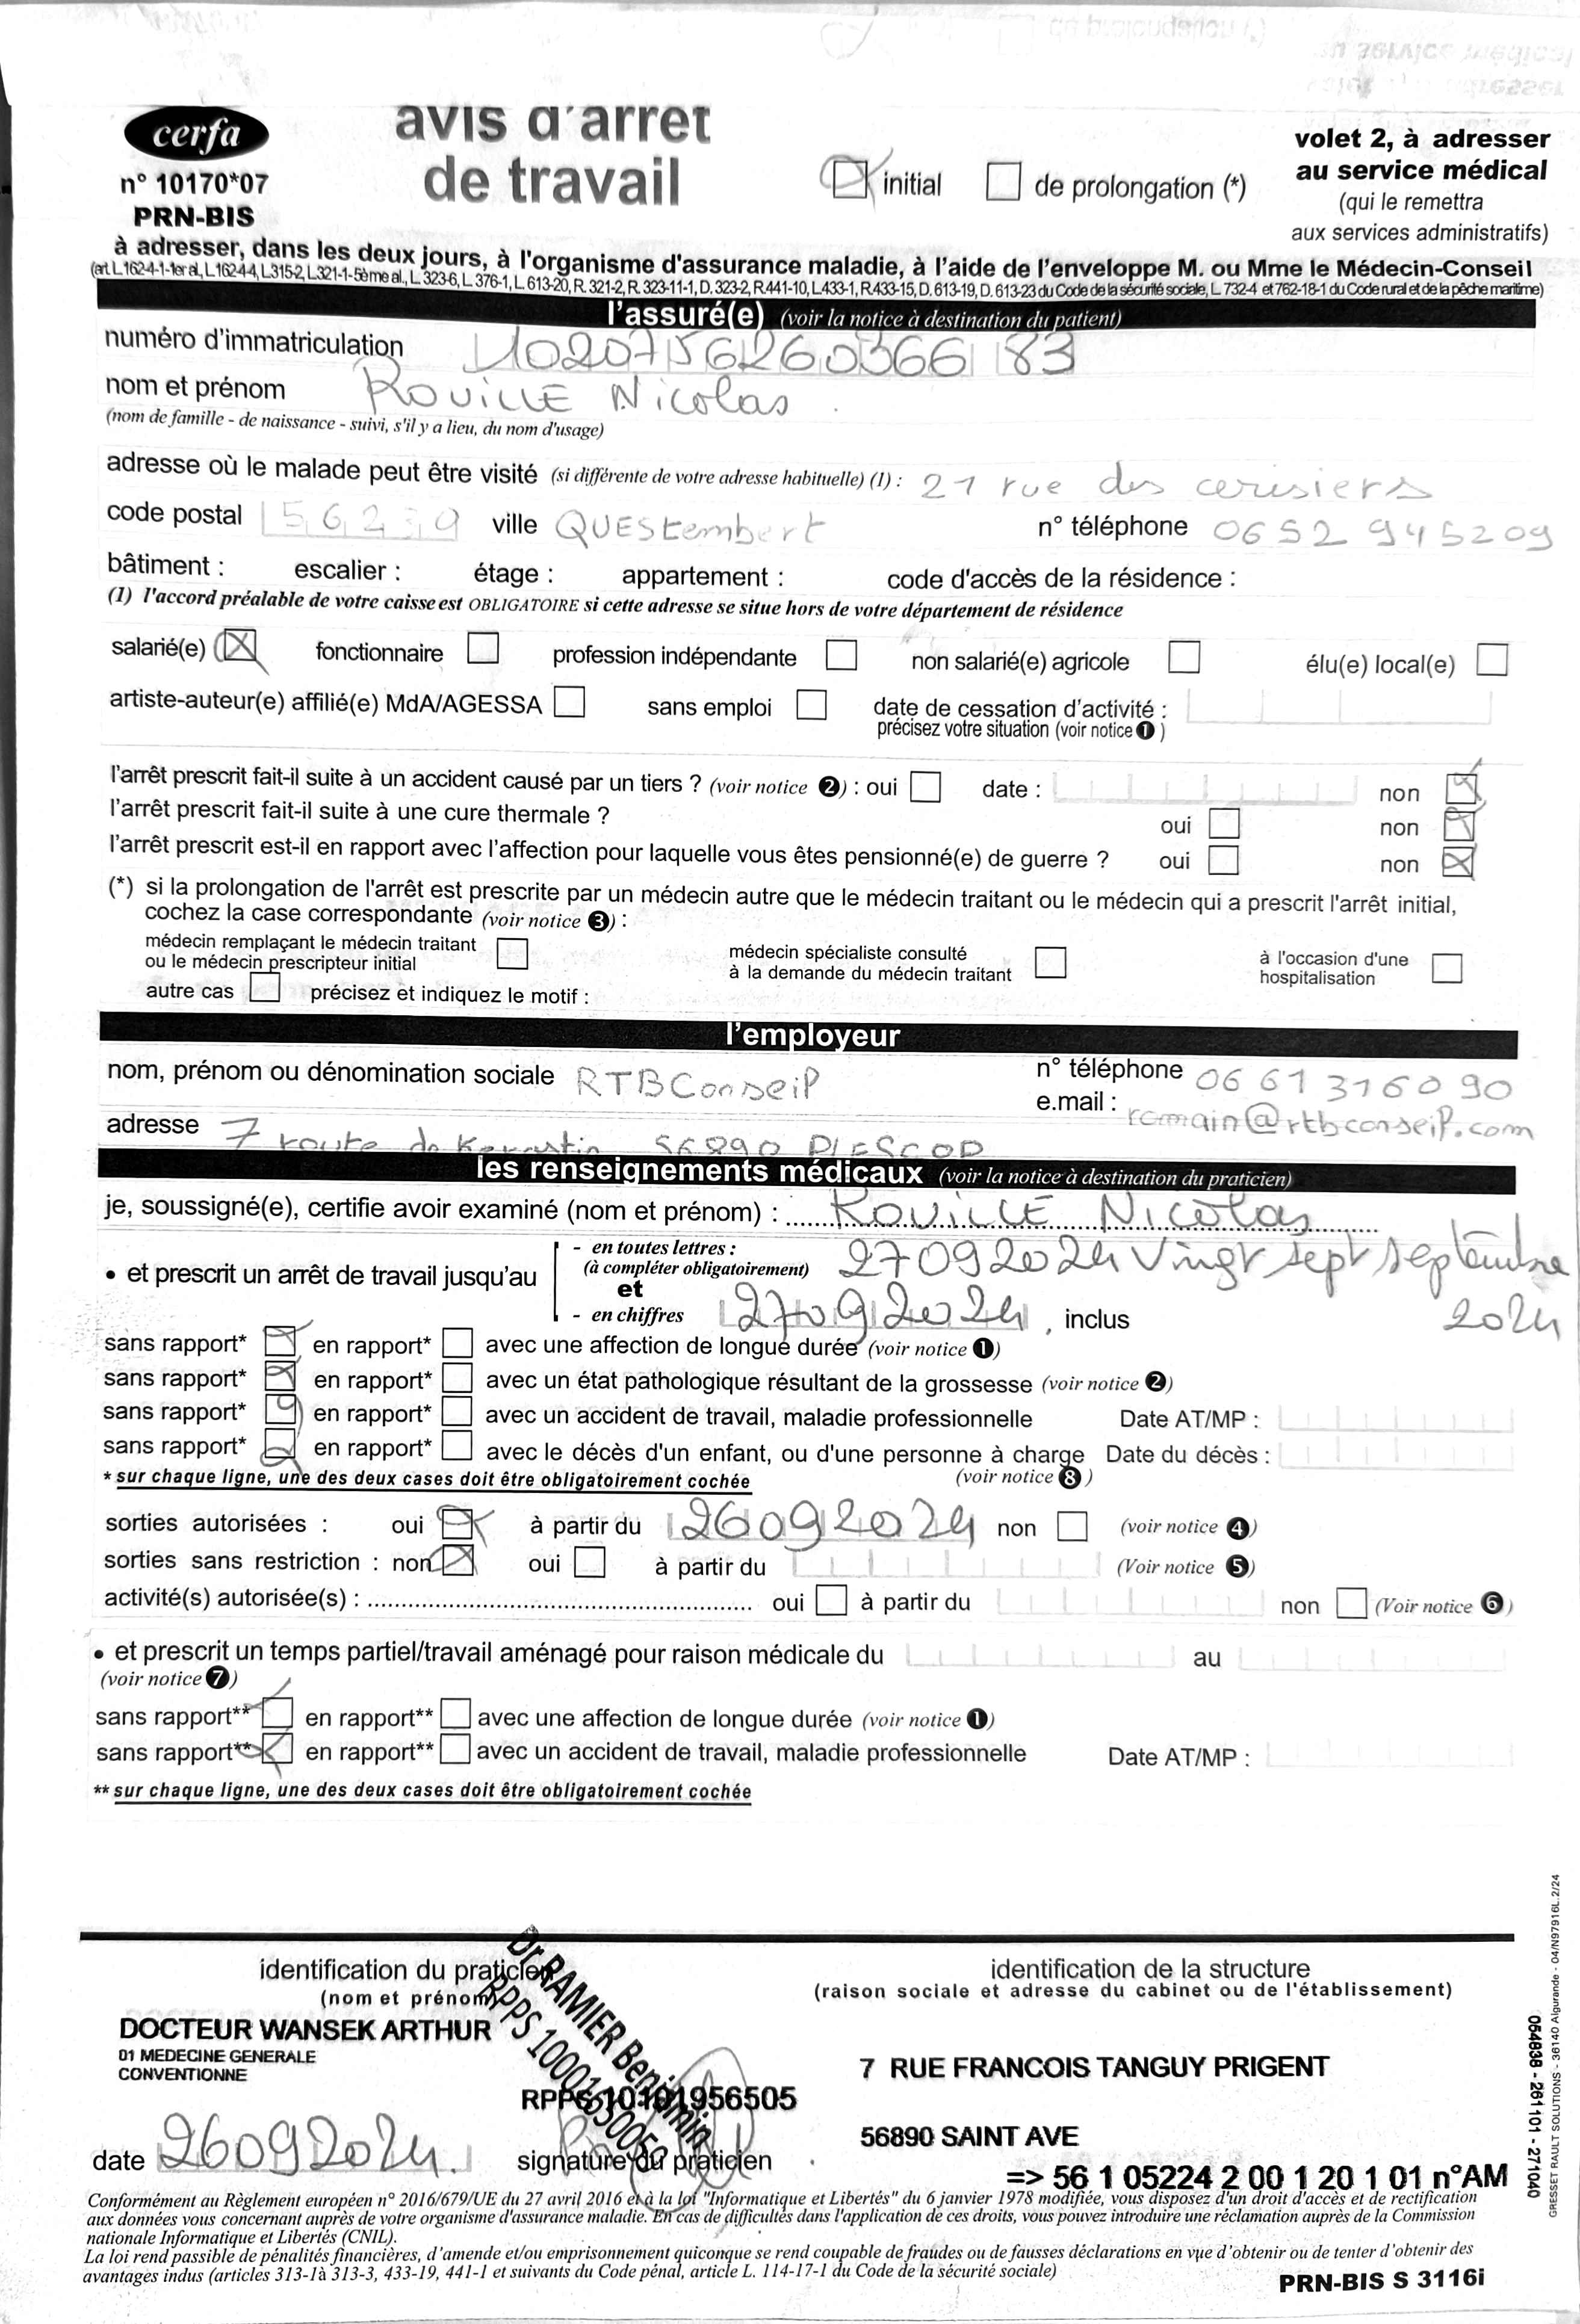 cerfa
n° 10170*07
PRN-BIS
avis d'arret
de travail
initial
de prolongation (*)
volet 2, à adresser
au service médical
(qui le remettra
aux services administratifs)
à adresser, dans les deux jours, à l'organisme d'assurance maladie, à l'aide de l'enveloppe M. ou Mme le Médecin-Conseil
(art L.162-4-1-1er al, L.162-4-4, L.315-2, L.321-1-5ème al., L. 323-6, L. 376-1, L. 613-20, R. 321-2, R. 323-11-1, D. 323-2, R.441-10, L.433-1, R.433-15, D. 613-19, D. 613-23 du Code de la sécurité sociale, L. 732-4 et 762-18-1 du Code rural et de la pêche maritime)
l'assuré(e) (voir la notice à destination du patient)
numéro d'immatriculation 1020756260366 83
nom et prénom ROUILLE Nicolas
(nom de famille - de naissance - suivi, s'il y a lieu, du nom d'usage)
adresse où le malade peut être visité (si différente de votre adresse habituelle) (1) : 21 rue des cerisiers
code postal 56230 ville QUEStembert n° téléphone 0652945209
bâtiment : escalier : étage : appartement : code d'accès de la résidence :
(1) l'accord préalable de votre caisse est OBLIGATOIRE si cette adresse se situe hors de votre département de résidence
salarié(e) fonctionnaire profession indépendante non salarié(e) agricole élu(e) local(e)
artiste-auteur(e) affilié(e) MdA/AGESSA sans emploi date de cessation d'activité :
précisez votre situation (voir notice 1 )
l'arrêt prescrit fait-il suite à un accident causé par un tiers ? (voir notice 2) : oui date : non
l'arrêt prescrit fait-il suite à une cure thermale ? oui non
l'arrêt prescrit est-il en rapport avec l'affection pour laquelle vous êtes pensionné(e) de guerre ? oui non
(*) si la prolongation de l'arrêt est prescrite par un médecin autre que le médecin traitant ou le médecin qui a prescrit l'arrêt initial,
cochez la case correspondante (voir notice 3) :
médecin remplaçant le médecin traitant
ou le médecin prescripteur initial
médecin spécialiste consulté
à la demande du médecin traitant
à l'occasion d'une
hospitalisation
autre cas précisez et indiquez le motif :
l'employeur
nom, prénom ou dénomination sociale RTBConseil n° téléphone 0661316090
e.mail : romain@rtbconseil.com
adresse 7 route de 56890 PLESCOP
les renseignements médicaux (voir la notice à destination du praticien)
je, soussigné(e), certifie avoir examiné (nom et prénom) : ROUILLE Nicolas
• et prescrit un arrêt de travail jusqu'au
- en toutes lettres : 27092024 Vingt sept septembre
(à compléter obligatoirement)
et
- en chiffres 27092024, inclus 2024
sans rapport* en rapport* avec une affection de longue durée (voir notice 1)
sans rapport* en rapport* avec un état pathologique résultant de la grossesse (voir notice 2)
sans rapport* en rapport* avec un accident de travail, maladie professionnelle Date AT/MP :
sans rapport* en rapport* avec le décès d'un enfant, ou d'une personne à charge Date du décès :
* sur chaque ligne, une des deux cases doit être obligatoirement cochée (voir notice 8 )
sorties autorisées : oui à partir du 26092024 non (voir notice 4)
sorties sans restriction : non oui à partir du (Voir notice 5)
activité(s) autorisée(s) : oui à partir du non (Voir notice 6)
• et prescrit un temps partiel/travail aménagé pour raison médicale du au
(voir notice 7)
sans rapport** en rapport** avec une affection de longue durée (voir notice 1)
sans rapport** en rapport** avec un accident de travail, maladie professionnelle Date AT/MP :
** sur chaque ligne, une des deux cases doit être obligatoirement cochée
identification du praticien
(nom et prénom)
DOCTEUR WANSEK ARTHUR
01 MEDECINE GENERALE
CONVENTIONNE
RPPS 10101956505
Dr RAMIER Benjamin
RPPS
date 26092024.
signature du praticien
identification de la structure
(raison sociale et adresse du cabinet ou de l'établissement)
7 RUE FRANCOIS TANGUY PRIGENT
56890 SAINT AVE
=> 56 1 05224 2 00 1 20 1 01 n°AM
Conformément au Règlement européen n° 2016/679/UE du 27 avril 2016 et à la loi "Informatique et Libertés" du 6 janvier 1978 modifiée, vous disposez d'un droit d'accès et de rectification
aux données vous concernant auprès de votre organisme d'assurance maladie. En cas de difficultés dans l'application de ces droits, vous pouvez introduire une réclamation auprès de la Commission
nationale Informatique et Libertés (CNIL).
La loi rend passible de pénalités financières, d'amende et/ou emprisonnement quiconque se rend coupable de fraudes ou de fausses déclarations en vue d'obtenir ou de tenter d'obtenir des
avantages indus (articles 313-1à 313-3, 433-19, 441-1 et suivants du Code pénal, article L. 114-17-1 du Code de la sécurité sociale)
PRN-BIS S 3116i
054838 - 261101 - 271040
GRESSET RAULT SOLUTIONS - 36140 Aigurande - 04/N97916L.2/24